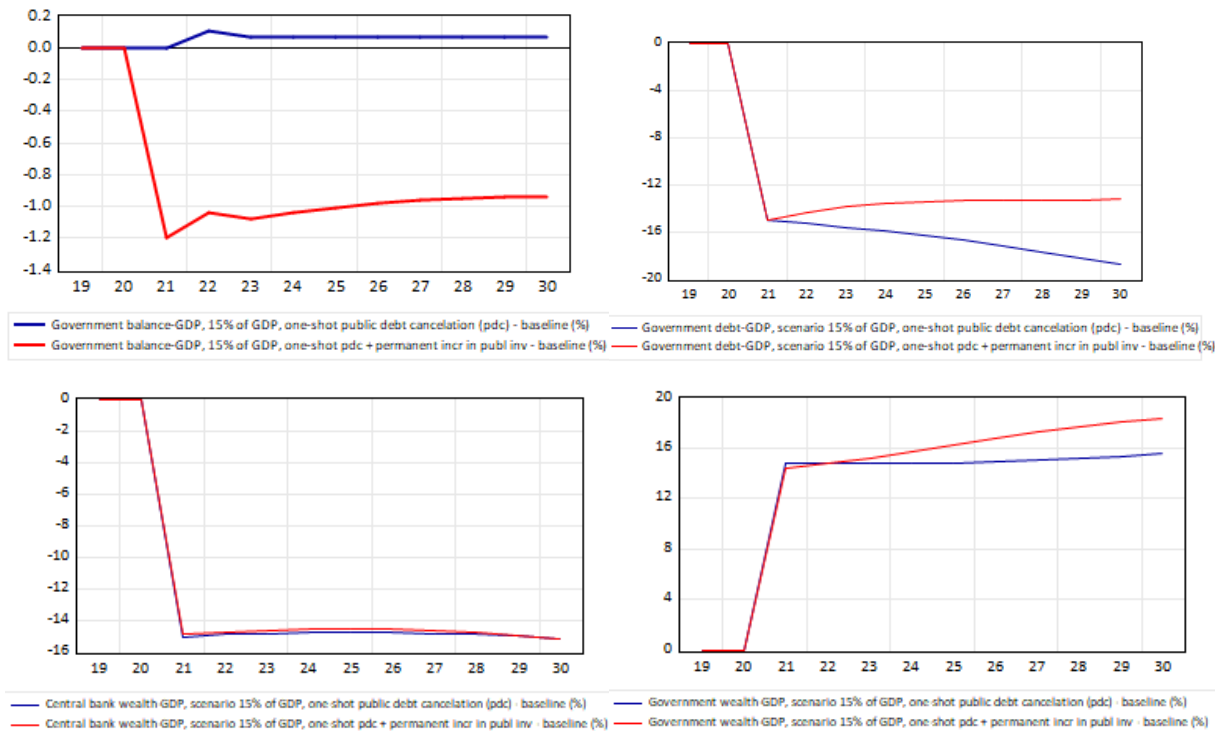 0.2
0.0
-0.2
-0.4
-0.6
-0.8
-1.0
-1.2
-1.4
19 20 21 22 23 24 25 26 27 28 29 30
Government balance-GDP, 15% of GDP, one-shot public debt cancelation (pdc) - baseline (%)
Government balance-GDP, 15% of GDP, one-shot pdc + permanent incr in publ inv - baseline (%)
0
-4
-8
-12
-16
-20
19 20 21 22 23 24 25 26 27 28 29 30
Government debt-GDP, scenario 15% of GDP, one-shot public debt cancelation (pdc) - baseline (%)
Government debt-GDP, scenario 15% of GDP, one-shot pdc + permanent incr in publ inv - baseline (%)
0
-2
-4
-6
-8
-10
-12
-14
-16
19 20 21 22 23 24 25 26 27 28 29 30
Central bank wealth GDP, scenario 15% of GDP, one shot public debt cancelation (pdc) - baseline (%)
Central bank wealth GDP, scenario 15% of GDP, one shot pdc + permanent incr in publ inv - baseline (%)
20
16
12
8
4
0
19 20 21 22 23 24 25 26 27 28 29 30
Government wealth GDP, scenario 15% of GDP, one shot public debt cancelation (pdc) - baseline (%)
Government wealth GDP, scenario 15% of GDP, one shot pdc + permanent incr in publ inv - baseline (%)